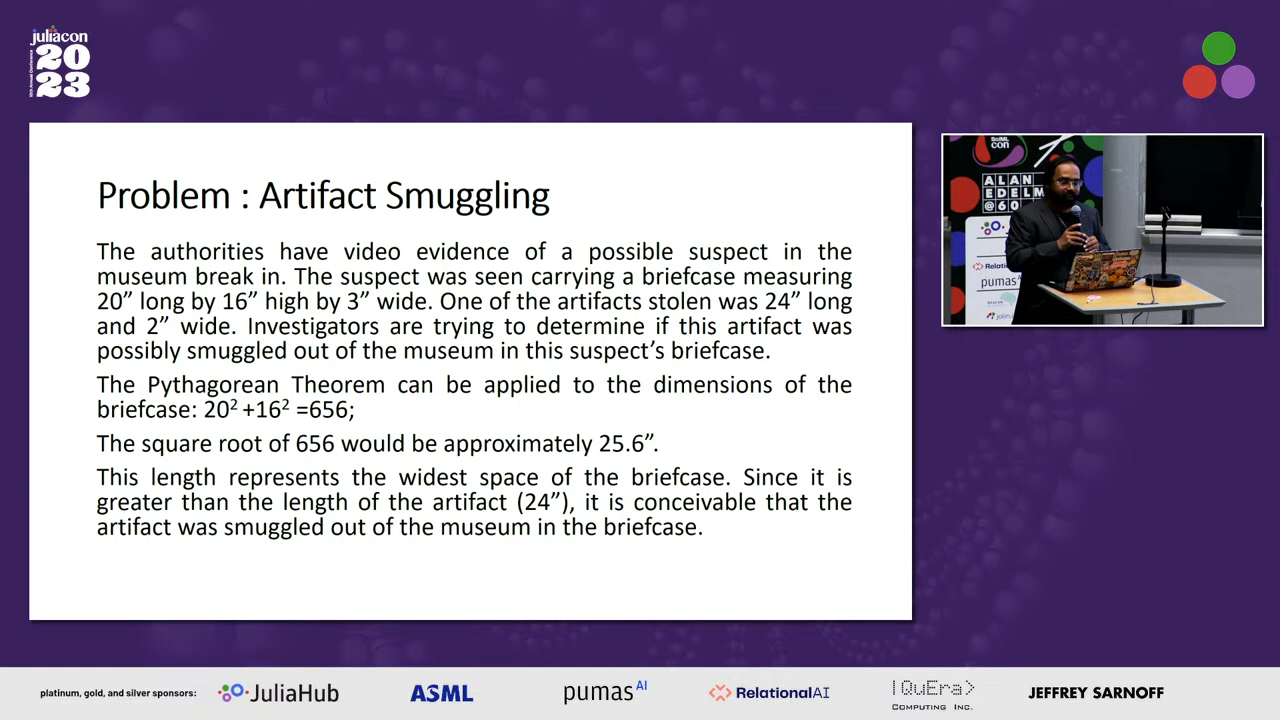 juliacon
20
23
Problem : Artifact Smuggling
The authorities have video evidence of a possible suspect in the
museum break in. The suspect was seen carrying a briefcase measuring
20” long by 16” high by 3” wide. One of the artifacts stolen was 24” long
and 2” wide. Investigators are trying to determine if this artifact was
possibly smuggled out of the museum in this suspect’s briefcase.
The Pythagorean Theorem can be applied to the dimensions of the
briefcase: 20² +16² =656;
The square root of 656 would be approximately 25.6”.
This length represents the widest space of the briefcase. Since it is
greater than the length of the artifact (24”), it is conceivable that the
artifact was smuggled out of the museum in the briefcase.
SciML
con
ALAN
EDELM
@60
Relati
pumas
platinum, gold, and silver sponsors:
JuliaHub
ASML
pumasAI
RelationalAI
|QuEra>
COMPUTING INC.
JEFFREY SARNOFF